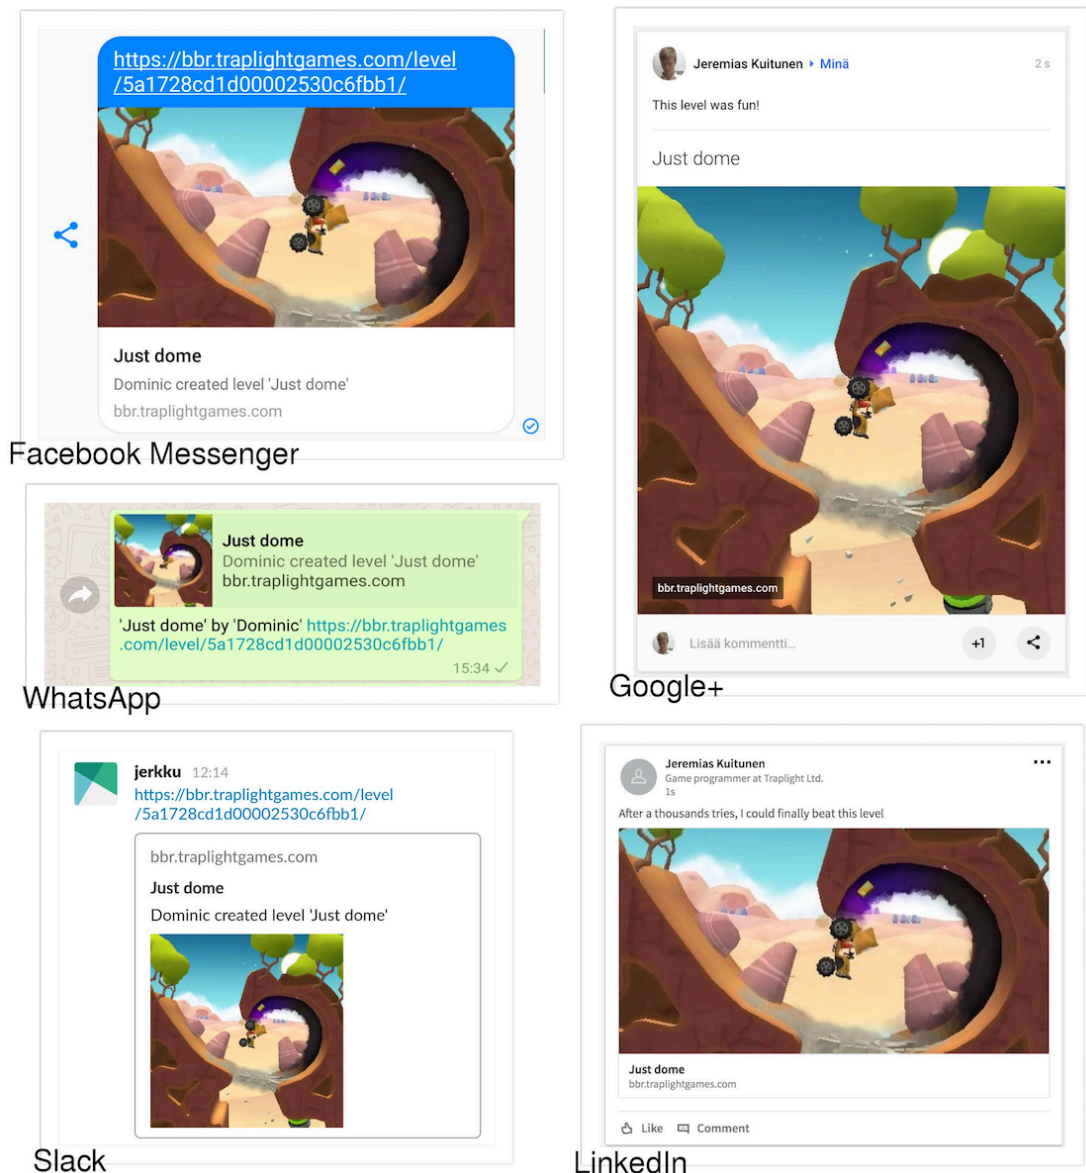 https://bbr.traplightgames.com/level
/5a1728cd1d00002530c6fbb1/
Just dome
Dominic created level 'Just dome'
bbr.traplightgames.com
Facebook Messenger
Just dome
Dominic created level 'Just dome'
bbr.traplightgames.com
'Just dome' by 'Dominic' https://bbr.traplightgames
.com/level/5a1728cd1d00002530c6fbb1/
15:34
WhatsApp
Jeremias Kuitunen Minä
2 s
This level was fun!
Just dome
bbr.traplightgames.com
Lisää kommentti...
+1
Google+
jerkku 12:14
https://bbr.traplightgames.com/level
/5a1728cd1d00002530c6fbb1/
bbr.traplightgames.com
Just dome
Dominic created level 'Just dome'
Slack
Jeremias Kuitunen
Game programmer at Traplight Ltd.
1s
After a thousands tries, I could finally beat this level
Just dome
bbr.traplightgames.com
Like Comment
LinkedIn